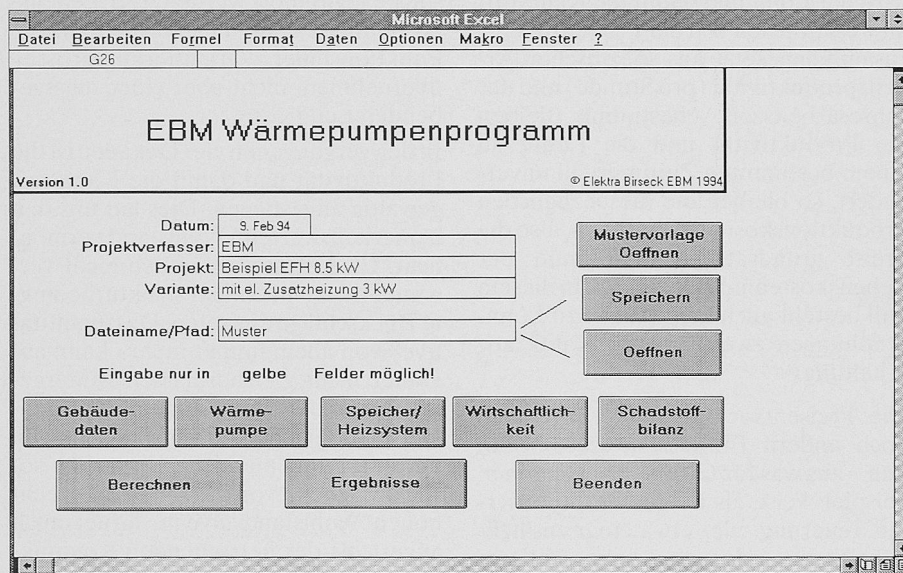 Microsoft Excel
Datei Bearbeiten Formel Format Daten Optionen Makro Fenster ?
G26
EBM Wärmepumpenprogramm
Version 1.0 © Elektra Birseck EBM 1994
Datum: 9. Feb 94
Projektverfasser: EBM
Projekt: Beispiel EFH 8.5 kW
Variante: mit el. Zusatzheizung 3 kW
Dateiname/Pfad: Muster
Mustervorlage
Oeffnen
Speichern
Oeffnen
Eingabe nur in gelbe Felder möglich!
Gebäude-
daten
Wärme-
pumpe
Speicher/
Heizsystem
Wirtschaftlich-
keit
Schadstoff-
bilanz
Berechnen
Ergebnisse
Beenden